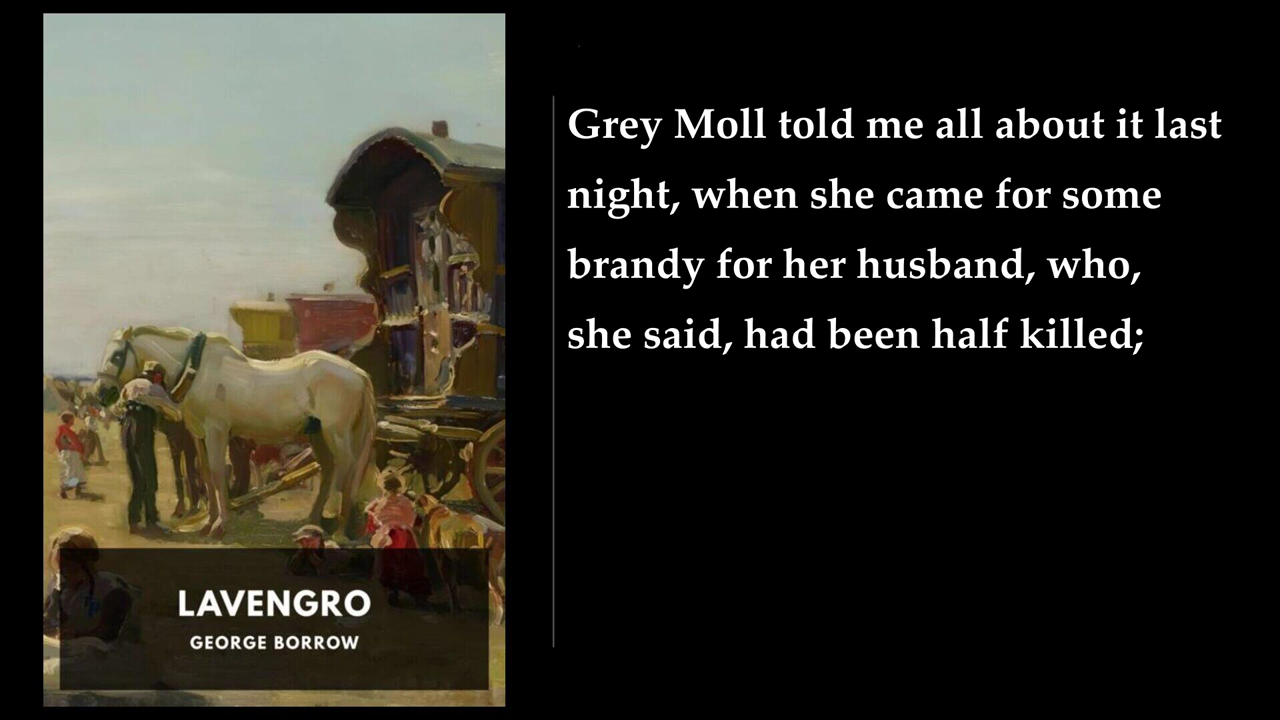 Grey Moll told me all about it last
night, when she came for some
brandy for her husband, who,
she said, had been half killed;
LAVENGRO
GEORGE BORROW